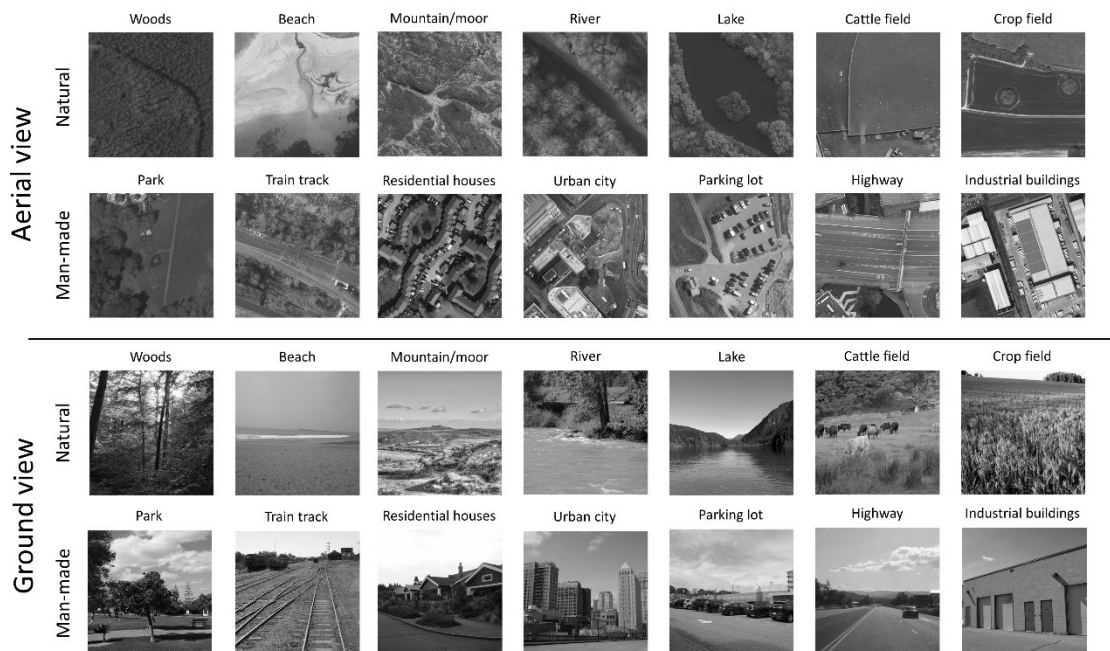 Aerial view
Natural
Woods
Beach
Mountain/moor
River
Lake
Cattle field
Crop field
Man-made
Park
Train track
Residential houses
Urban city
Parking lot
Highway
Industrial buildings
Ground view
Natural
Woods
Beach
Mountain/moor
River
Lake
Cattle field
Crop field
Man-made
Park
Train track
Residential houses
Urban city
Parking lot
Highway
Industrial buildings